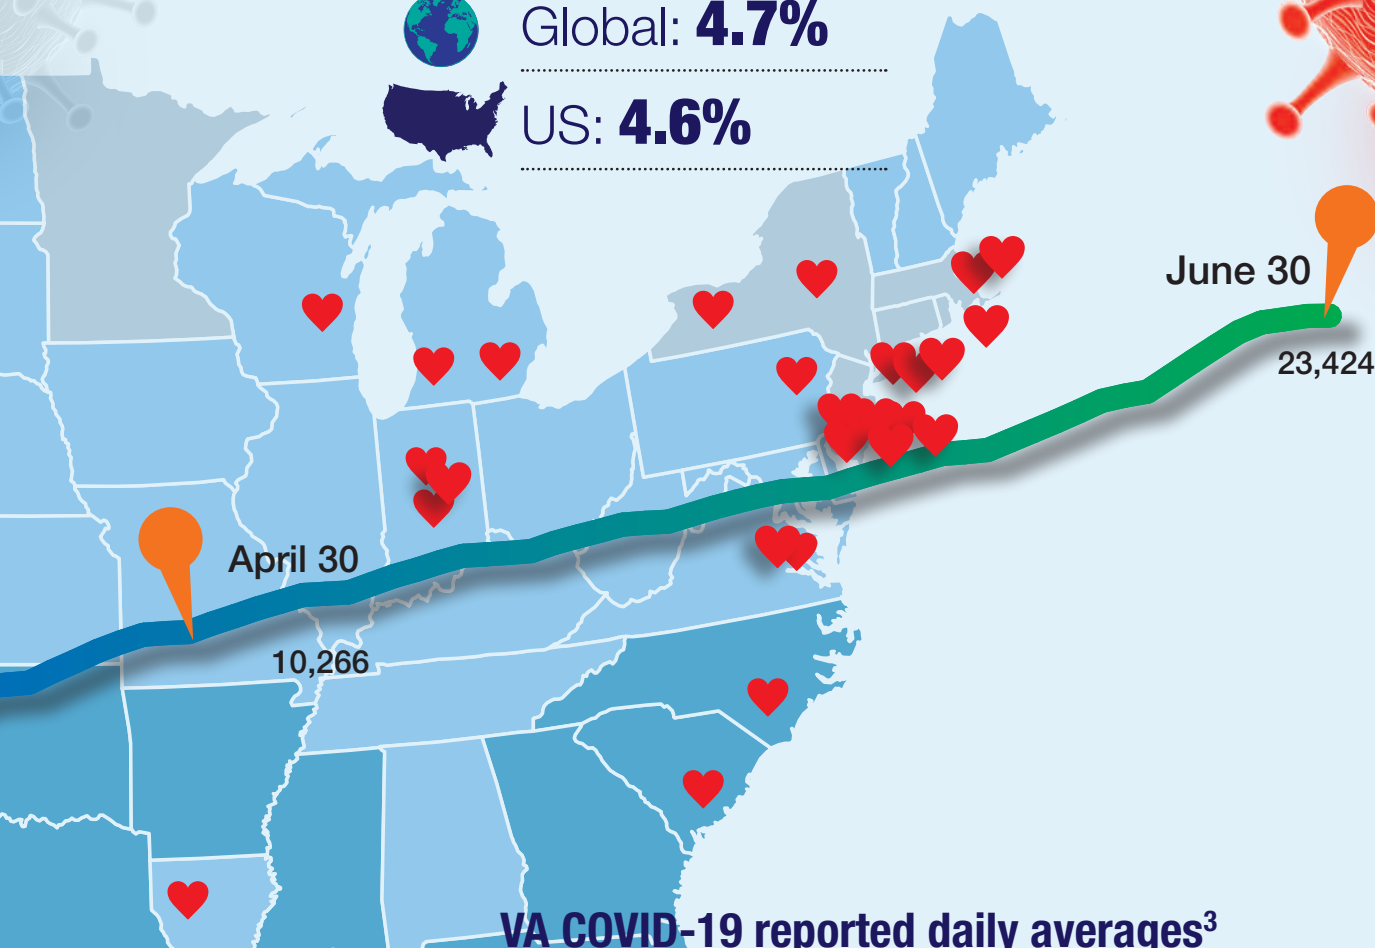 Global: 4.7%
US: 4.6%
June 30
23,424
April 30
10,266
VA COVID-19 reported daily averages³